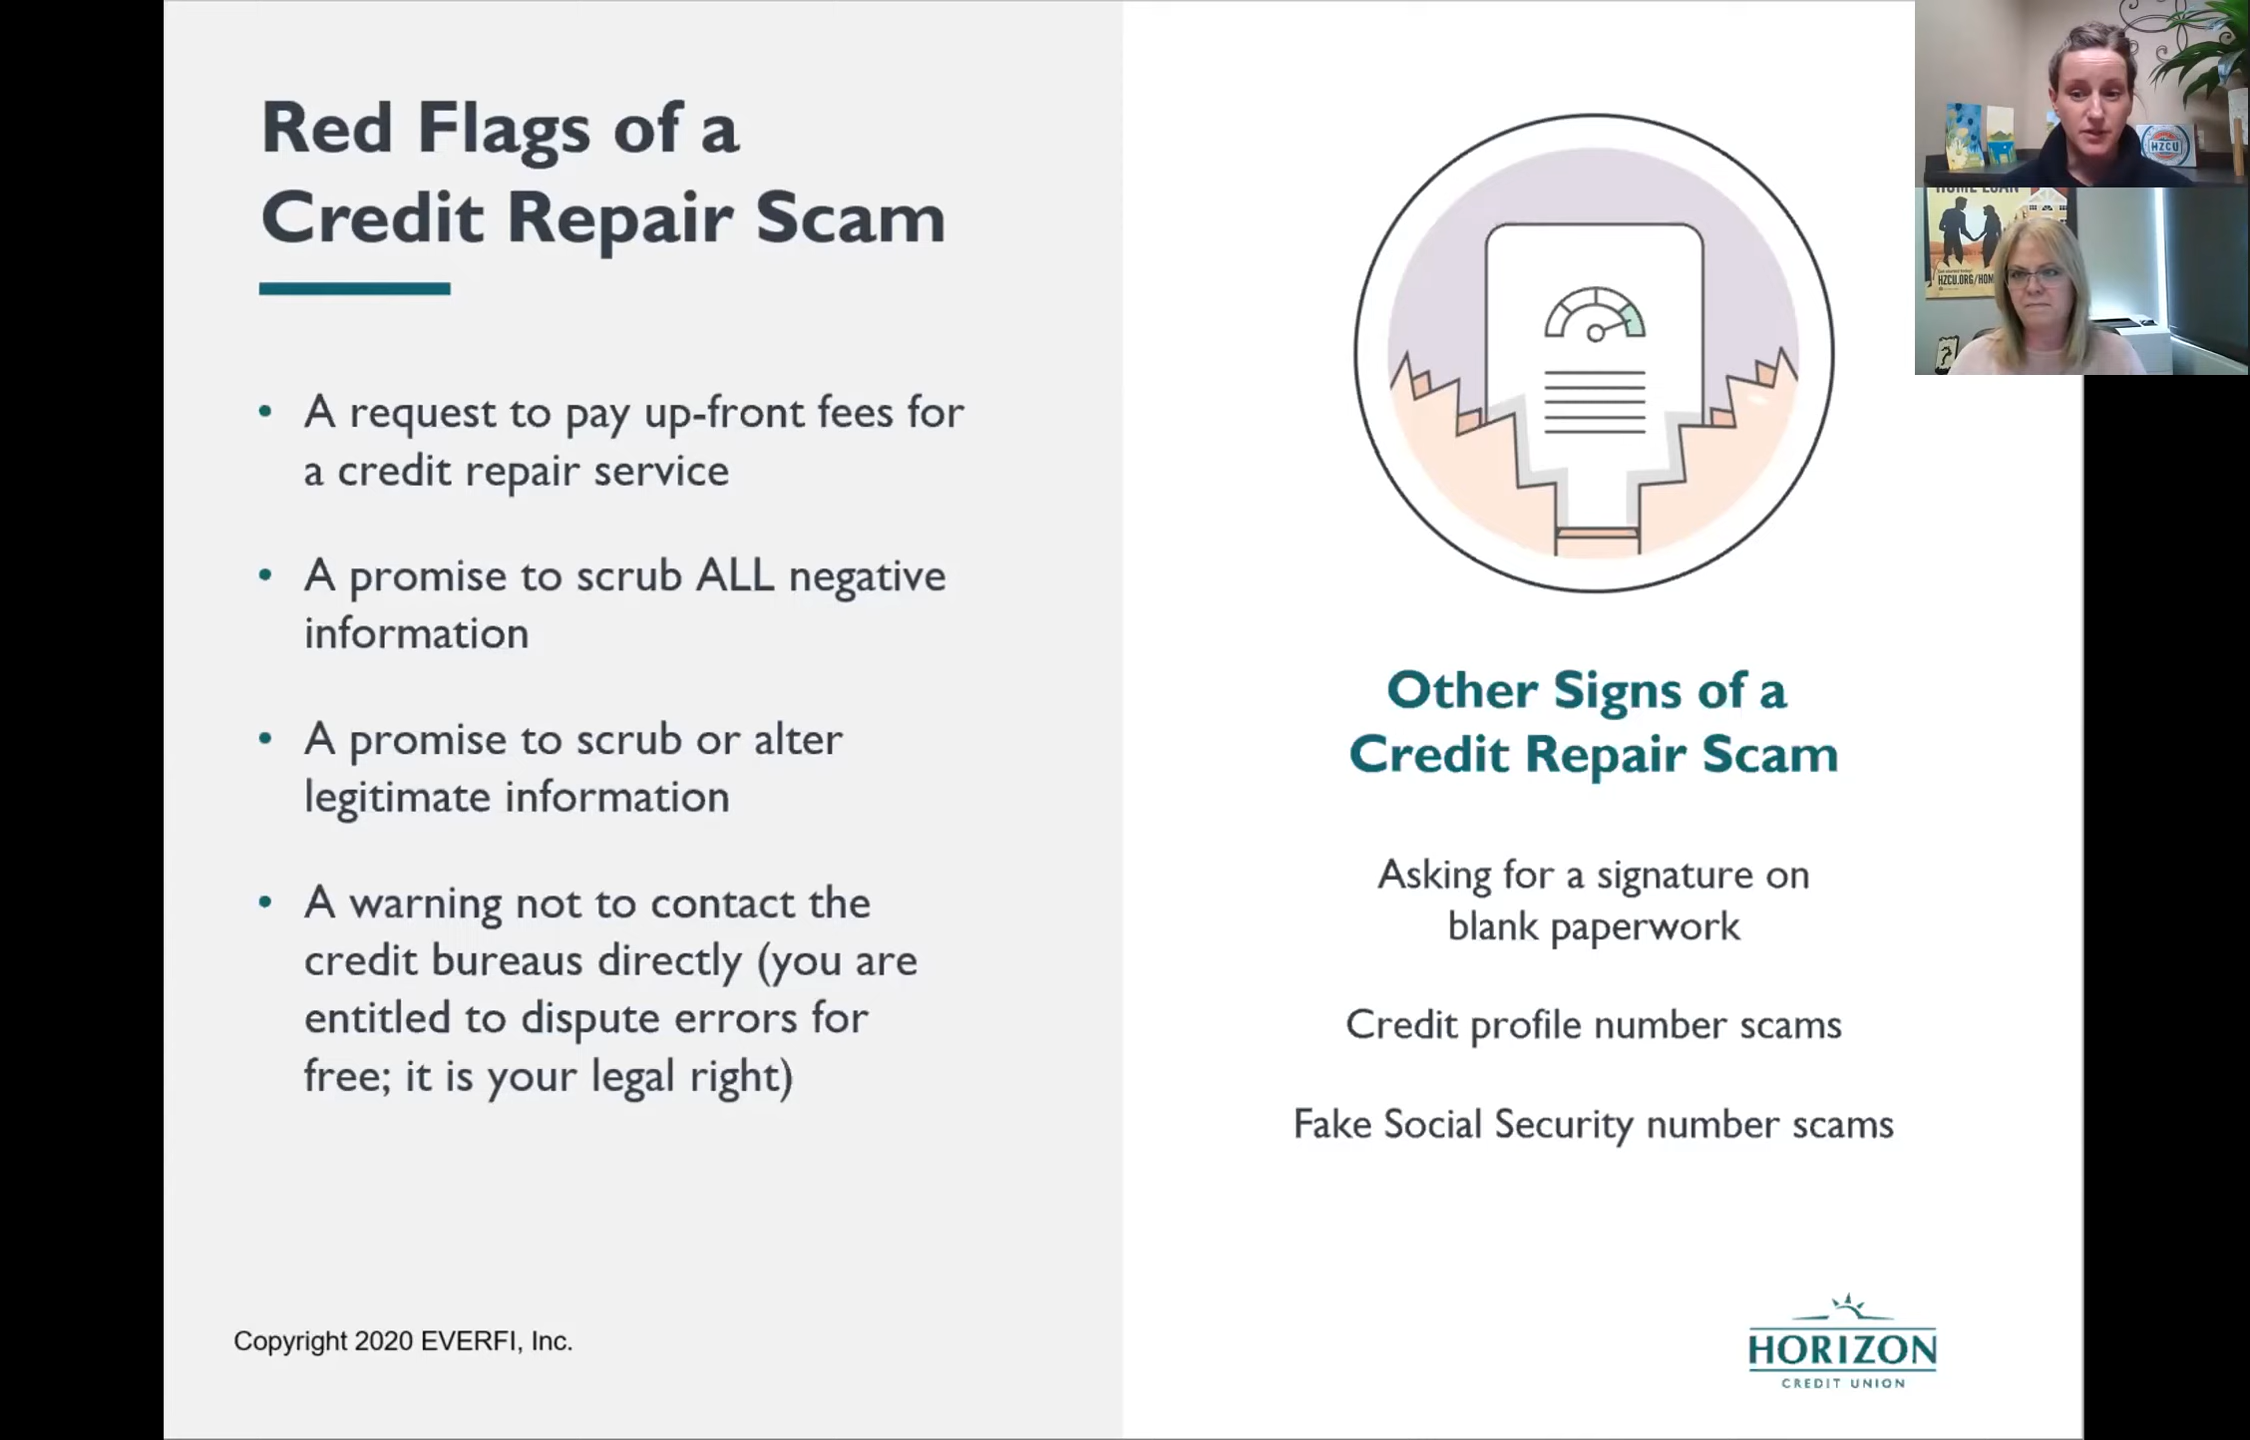 Red Flags of a
Credit Repair Scam
• A request to pay up-front fees for
a credit repair service
• A promise to scrub ALL negative
information
• A promise to scrub or alter
legitimate information
• A warning not to contact the
credit bureaus directly (you are
entitled to dispute errors for
free; it is your legal right)
Copyright 2020 EVERFI, Inc.
Other Signs of a
Credit Repair Scam
Asking for a signature on
blank paperwork
Credit profile number scams
Fake Social Security number scams
HORIZON
CREDIT UNION
HZCU
HOME LOAN
HZCU.ORG/HOM